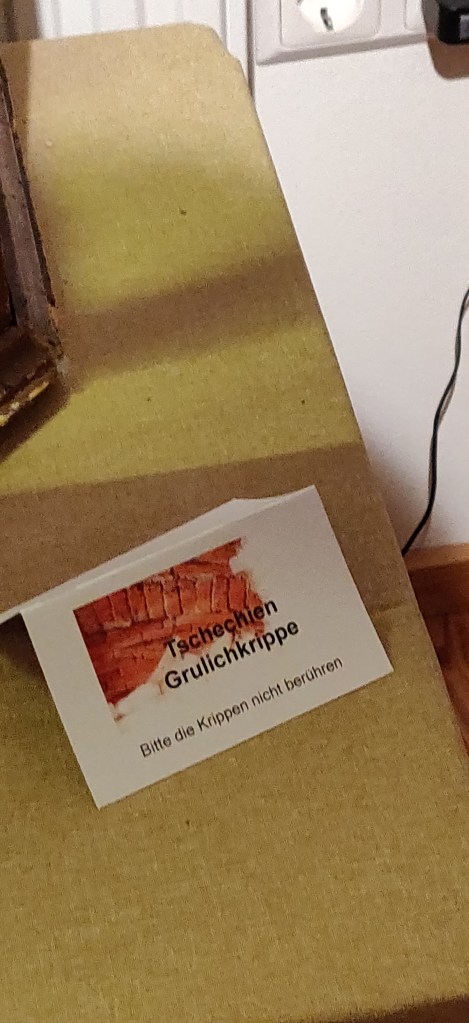 Tschechien
Grulichkrippe
Bitte die Krippen nicht berühren